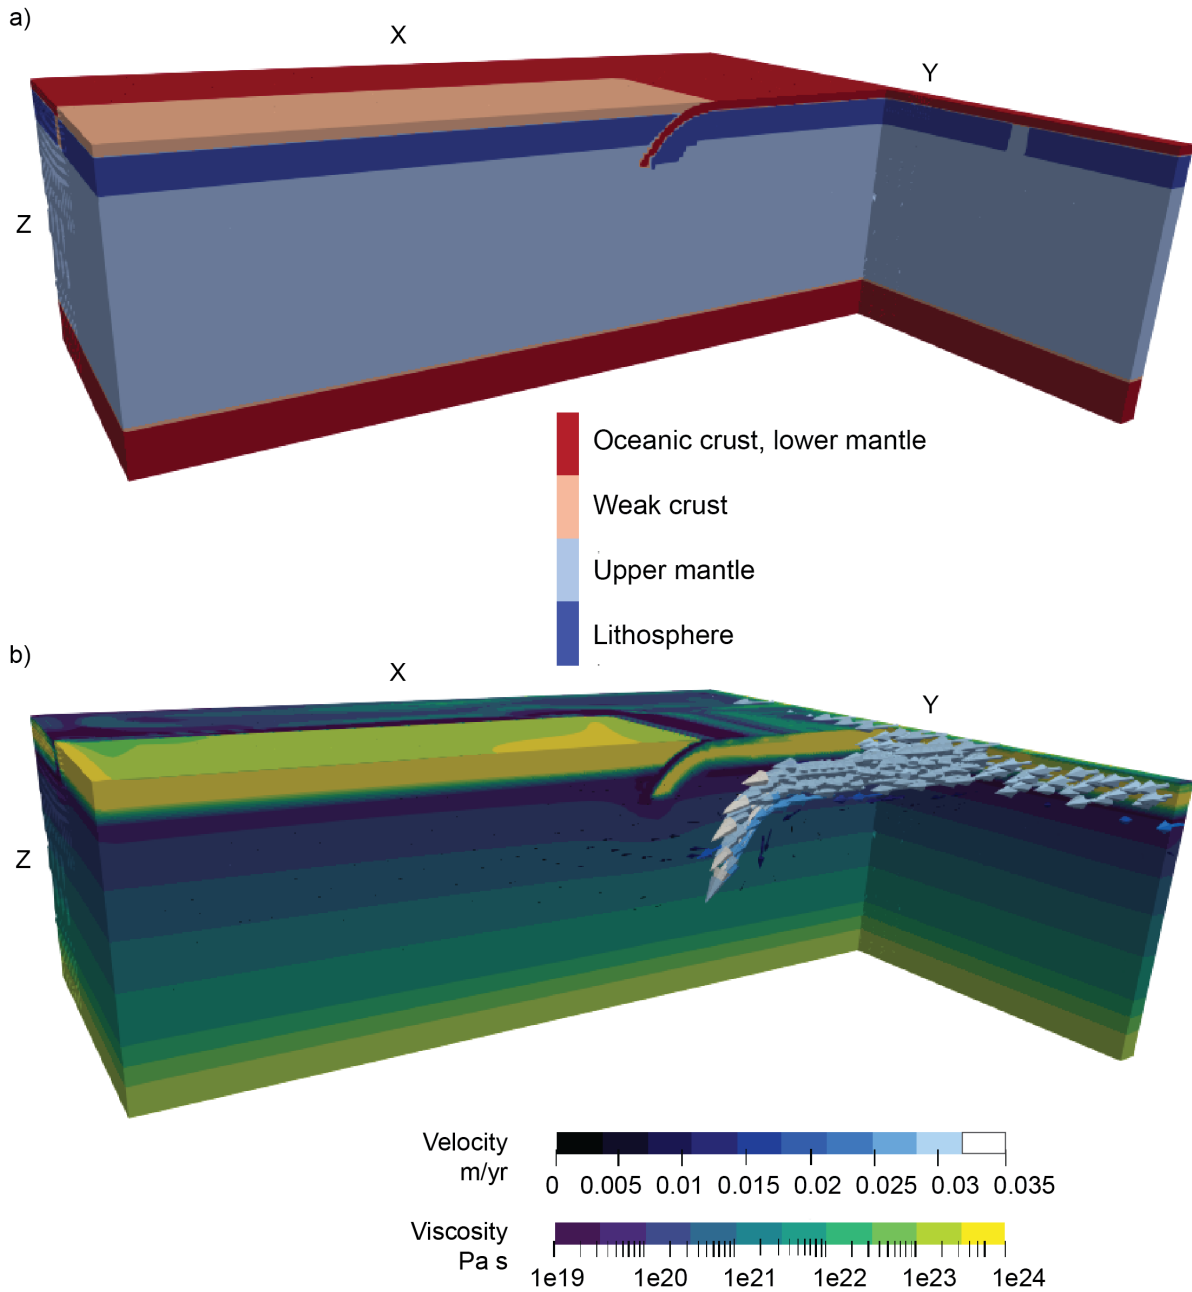 a)
X
Y
Z
Oceanic crust, lower mantle
Weak crust
Upper mantle
Lithosphere
b)
X
Y
Z
Velocity
m/yr
0 0.005 0.01 0.015 0.02 0.025 0.03 0.035
Viscosity
Pa s
1e19 1e20 1e21 1e22 1e23 1e24